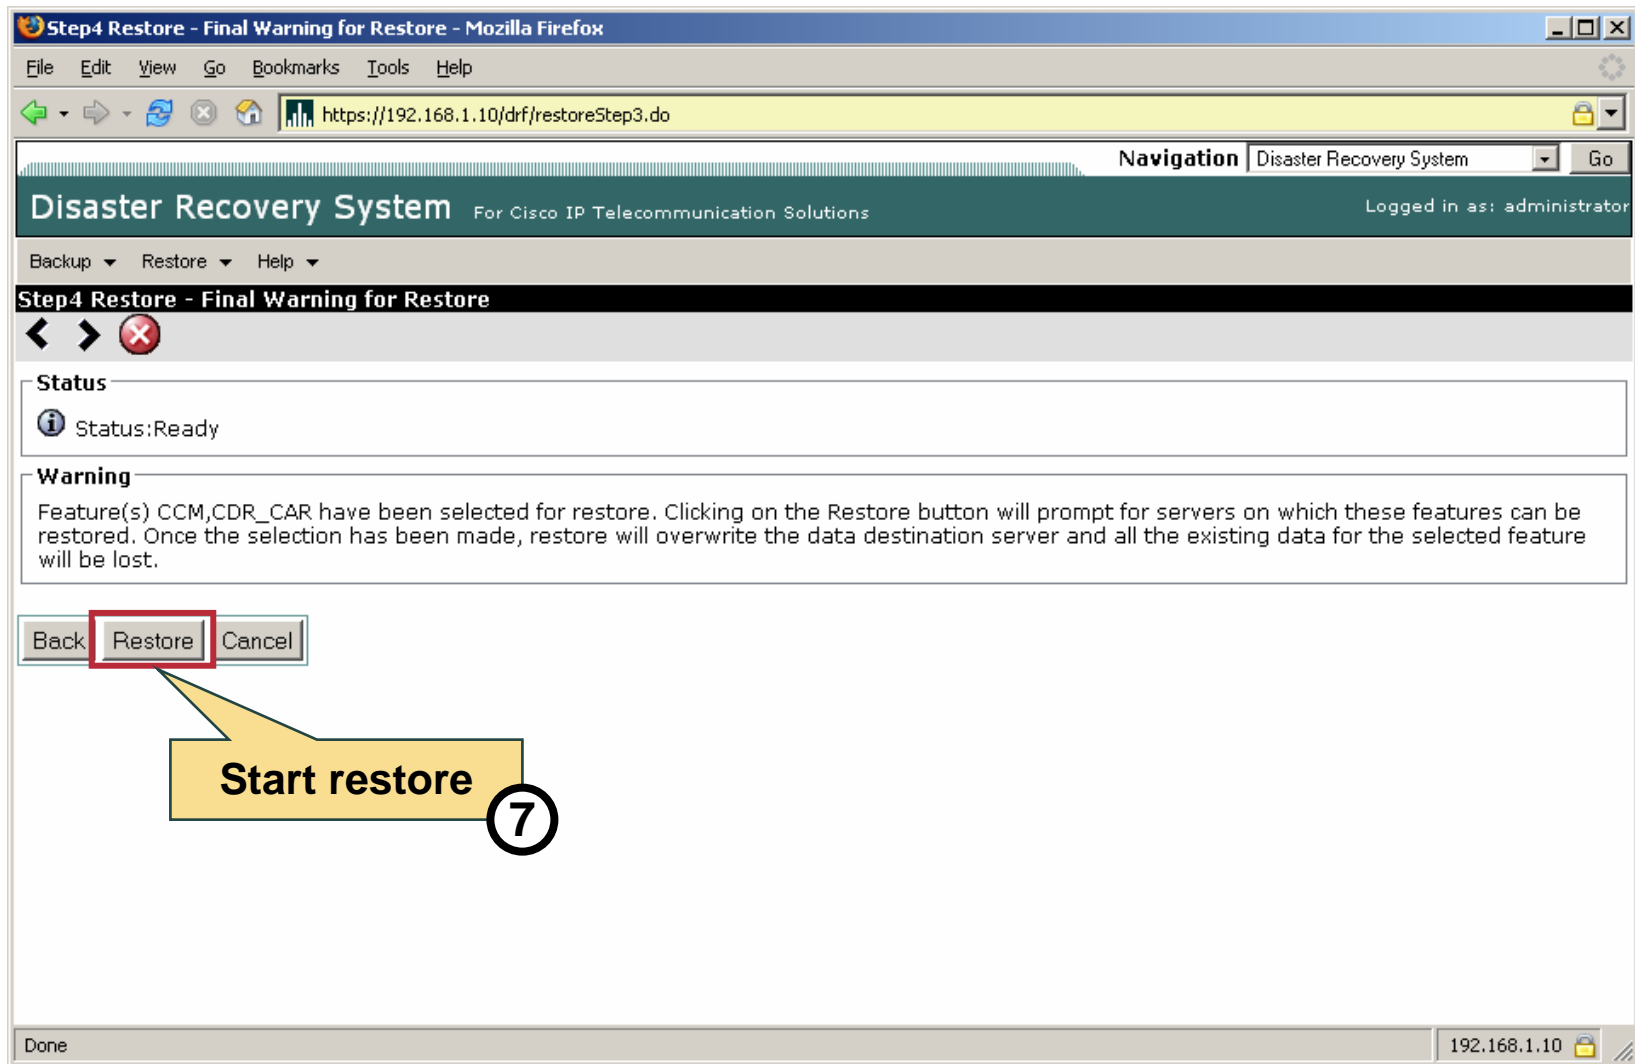 Step4 Restore - Final Warning for Restore - Mozilla Firefox
File Edit View Go Bookmarks Tools Help
https://192.168.1.10/drf/restoreStep3.do
Navigation Disaster Recovery System Go
Disaster Recovery System For Cisco IP Telecommunication Solutions Logged in as: administrator
Backup Restore Help
Step4 Restore - Final Warning for Restore
Status
Status:Ready
Warning
Feature(s) CCM,CDR_CAR have been selected for restore. Clicking on the Restore button will prompt for servers on which these features can be
restored. Once the selection has been made, restore will overwrite the data destination server and all the existing data for the selected feature
will be lost.
Back Restore Cancel
Start restore
7
Done 192.168.1.10